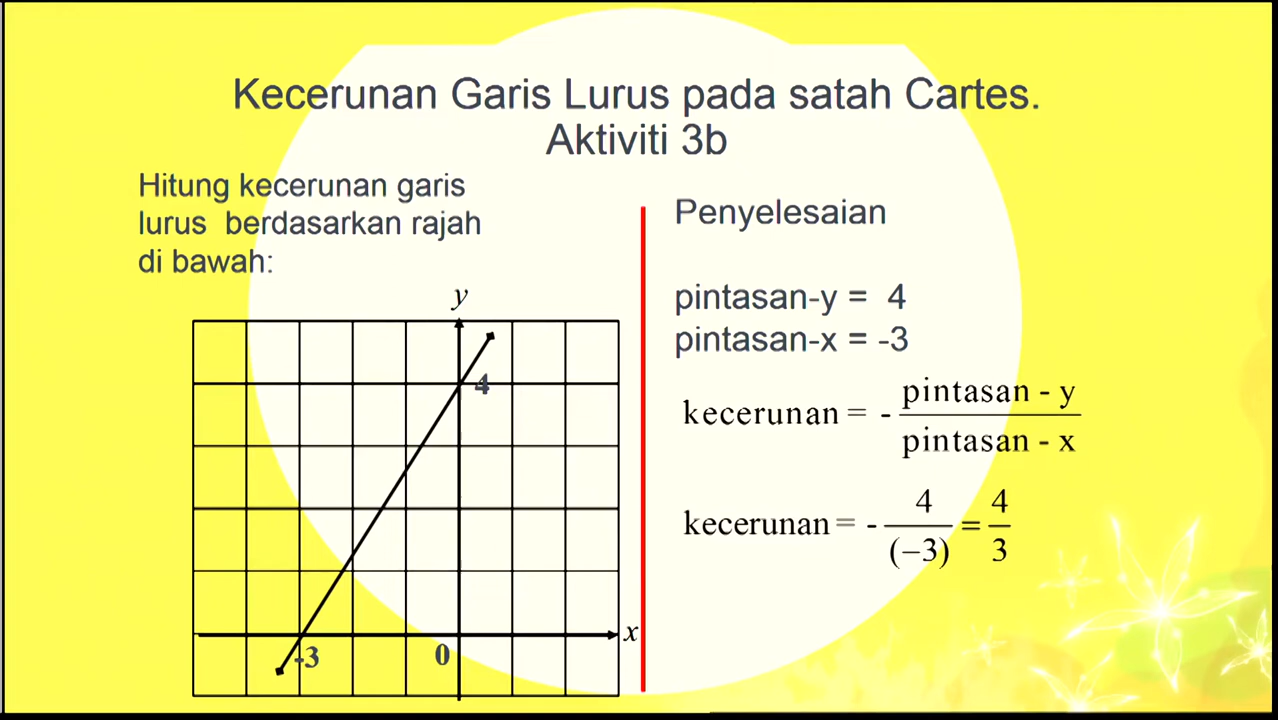 Kecerunan Garis Lurus pada satah Cartes.
Aktiviti 3b
Hitung kecerunan garis
lurus berdasarkan rajah
di bawah:
y
4
x
-3
0
Penyelesaian
pintasan-y = 4
pintasan-x = -3
kecerunan = - pintasan - y / pintasan - x
kecerunan = - 4 / (−3) = 4 / 3